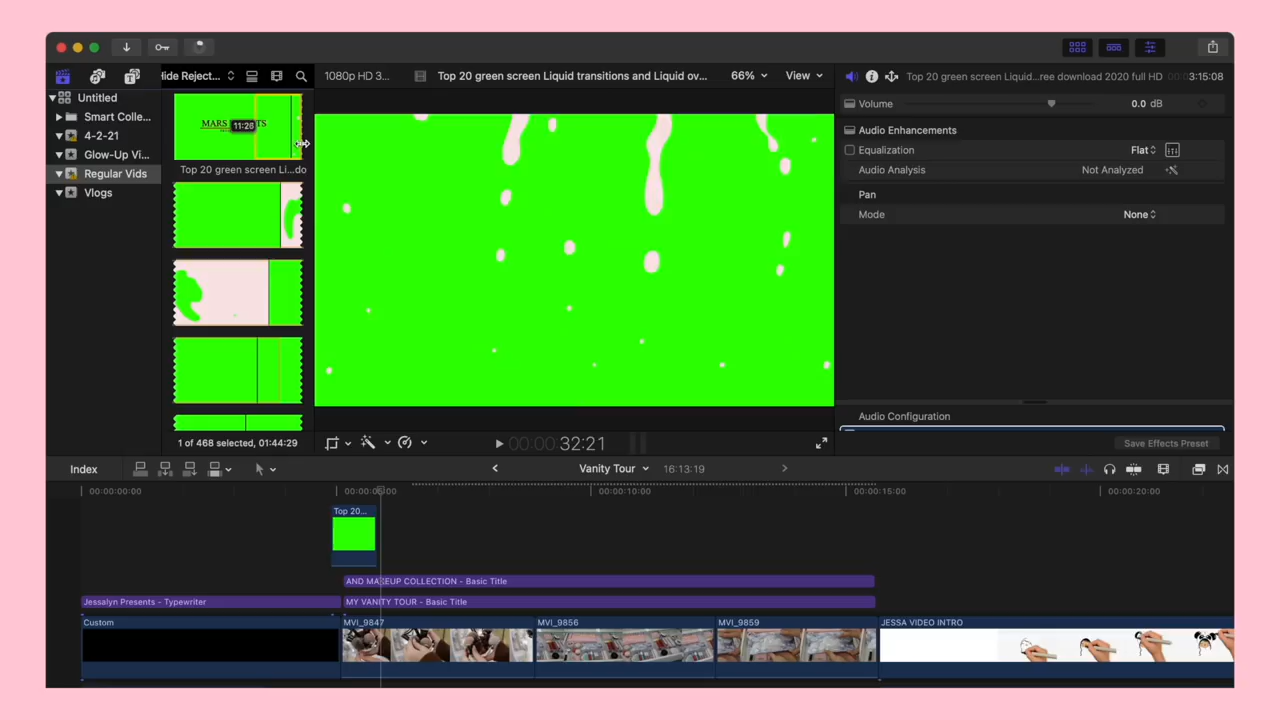 Hide Reject...
1080p HD 3...
Top 20 green screen Liquid transitions and Liquid ov...
66%
View
Top 20 green screen Liquid...ree download 2020 full HD
3:15:08
Untitled
Smart Colle...
4-2-21
Glow-Up Vi...
Regular Vids
Vlogs
11:26
Top 20 green screen Li...do
1 of 468 selected, 01:44:29
00:00:00:32:21
Volume
0.0 dB
Audio Enhancements
Equalization
Flat
Audio Analysis
Not Analyzed
Pan
Mode
None
Audio Configuration
Save Effects Preset
Index
Vanity Tour
16:13:19
00:00:00:00
00:00:05:00
00:00:10:00
00:00:15:00
00:00:20:00
Top 20...
AND MAKEUP COLLECTION - Basic Title
Jessalyn Presents - Typewriter
MY VANITY TOUR - Basic Title
Custom
MVI_9847
MVI_9856
MVI_9859
JESSA VIDEO INTRO